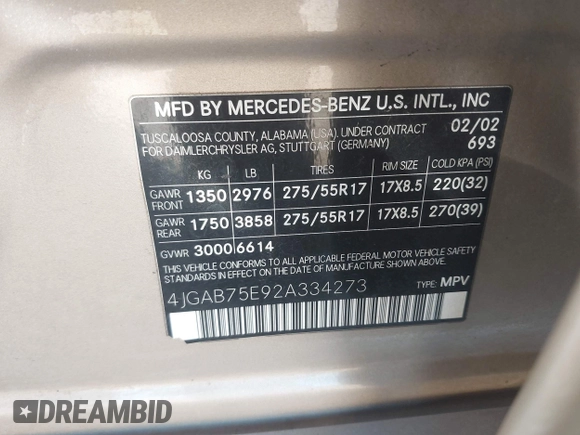 MFD BY MERCEDES-BENZ U.S. INTL., INC
TUSCALOOSA COUNTY, ALABAMA (USA). UNDER CONTRACT 02/02
FOR DAIMLERCHRYSLER AG, STUTTGART (GERMANY) 693
KG LB TIRES RIM SIZE COLD KPA (PSI)
GAWR FRONT 1350 2976 275/55R17 17X8.5 220(32)
GAWR REAR 1750 3858 275/55R17 17X8.5 270(39)
GVWR 3000 6614
THIS VEHICLE CONFORMS TO ALL APPLICABLE FEDERAL MOTOR VEHICLE SAFETY
STANDARDS IN EFFECT ON THE DATE OF MANUFACTURE SHOWN ABOVE.
4JGAB75E92A334273 TYPE: MPV
DREAMBID